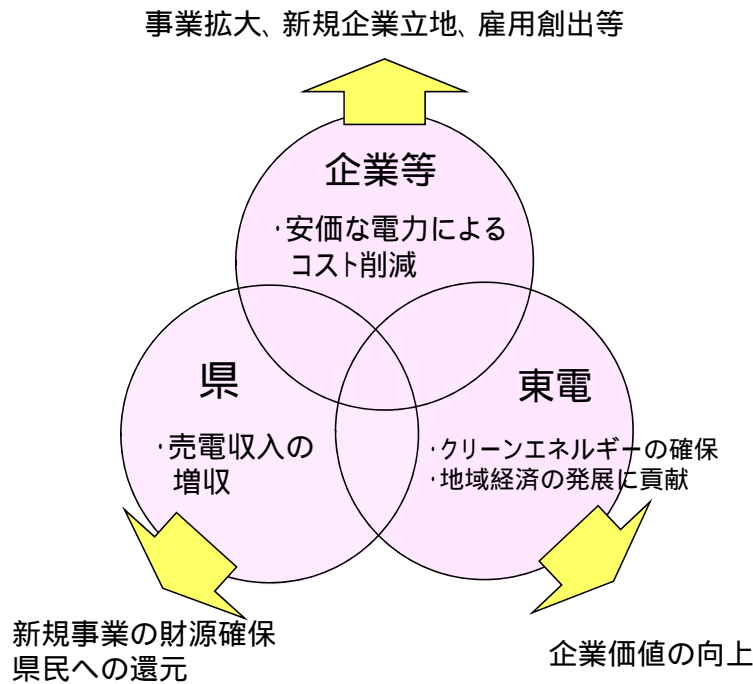 事業拡大、新規企業立地、雇用創出等
企業等
・安価な電力による
コスト削減
県
・売電収入の
増収
東電
・クリーンエネルギーの確保
・地域経済の発展に貢献
新規事業の財源確保
県民への還元
企業価値の向上